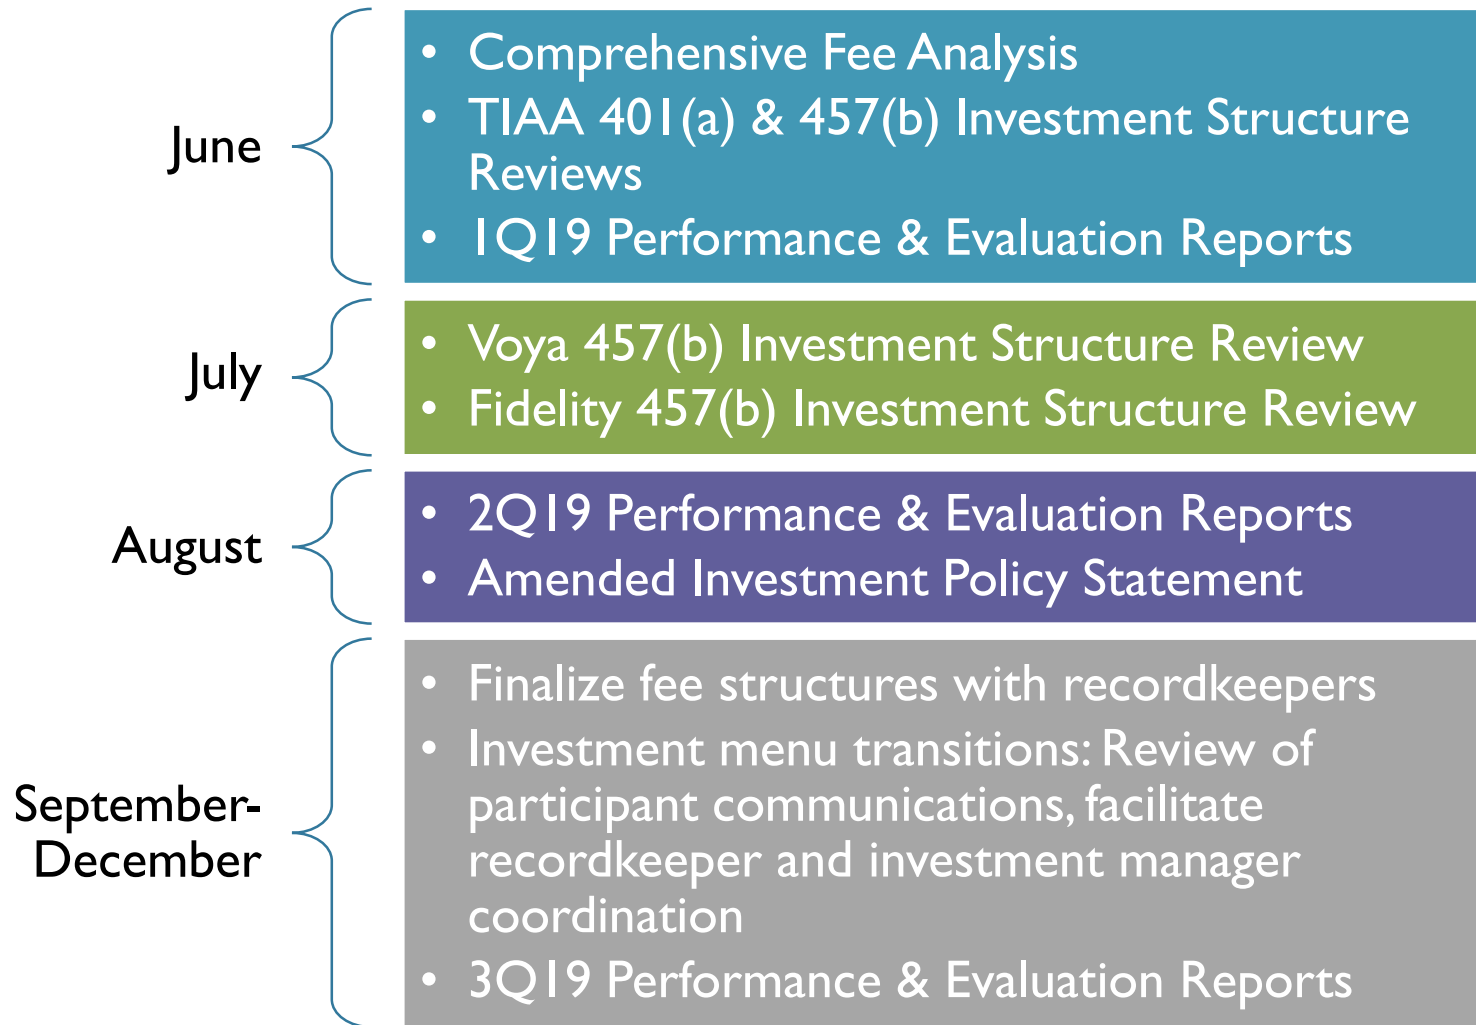 June
• Comprehensive Fee Analysis
• TIAA 401(a) & 457(b) Investment Structure
Reviews
• 1Q19 Performance & Evaluation Reports
July
• Voya 457(b) Investment Structure Review
• Fidelity 457(b) Investment Structure Review
August
• 2Q19 Performance & Evaluation Reports
• Amended Investment Policy Statement
September-
December
• Finalize fee structures with recordkeepers
• Investment menu transitions: Review of
participant communications, facilitate
recordkeeper and investment manager
coordination
• 3Q19 Performance & Evaluation Reports